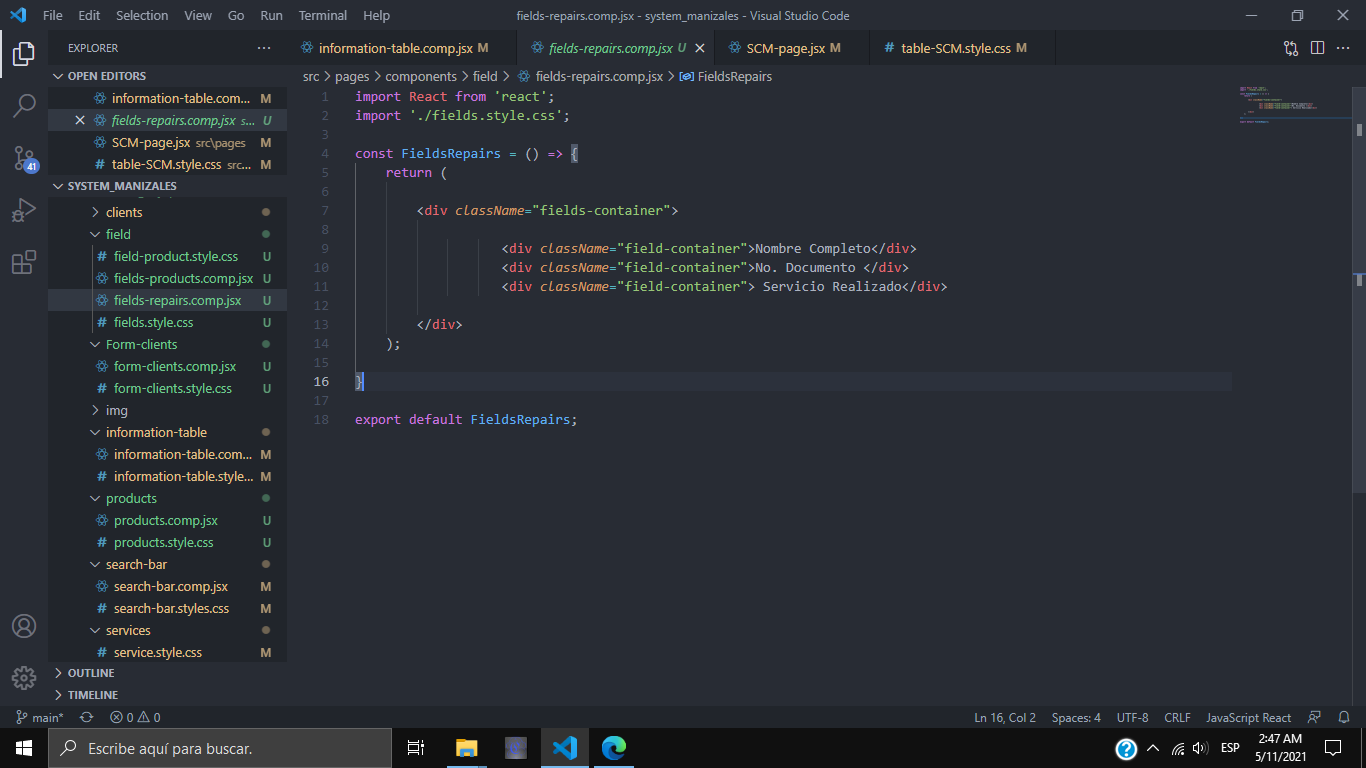 File Edit Selection View Go Run Terminal Help fields-repairs.comp.jsx - system_manizales - Visual Studio Code
EXPLORER
information-table.comp.jsx M
fields-repairs.comp.jsx U
SCM-page.jsx M
table-SCM.style.css M
OPEN EDITORS
information-table.com... M
fields-repairs.comp.jsx s... U
SCM-page.jsx src\pages M
table-SCM.style.css src... M
SYSTEM_MANIZALES
clients
field
field-product.style.css U
fields-products.comp.jsx U
fields-repairs.comp.jsx U
fields.style.css U
Form-clients
form-clients.comp.jsx U
form-clients.style.css U
img
information-table
information-table.com... M
information-table.style... M
products
products.comp.jsx U
products.style.css U
search-bar
search-bar.comp.jsx M
search-bar.styles.css M
services
service.style.css M
OUTLINE
TIMELINE
41
src > pages > components > field > fields-repairs.comp.jsx > FieldsRepairs
1 import React from 'react';
2 import './fields.style.css';
3
4 const FieldsRepairs = () => {
5 return (
6
7 <div className="fields-container">
8
9 <div className="field-container">Nombre Completo</div>
10 <div className="field-container">No. Documento </div>
11 <div className="field-container"> Servicio Realizado</div>
12
13 </div>
14 );
15
16 }
17
18 export default FieldsRepairs;
main* 0 0 Ln 16, Col 2 Spaces: 4 UTF-8 CRLF JavaScript React
Escribe aquí para buscar.
ESP
2:47 AM
5/11/2021